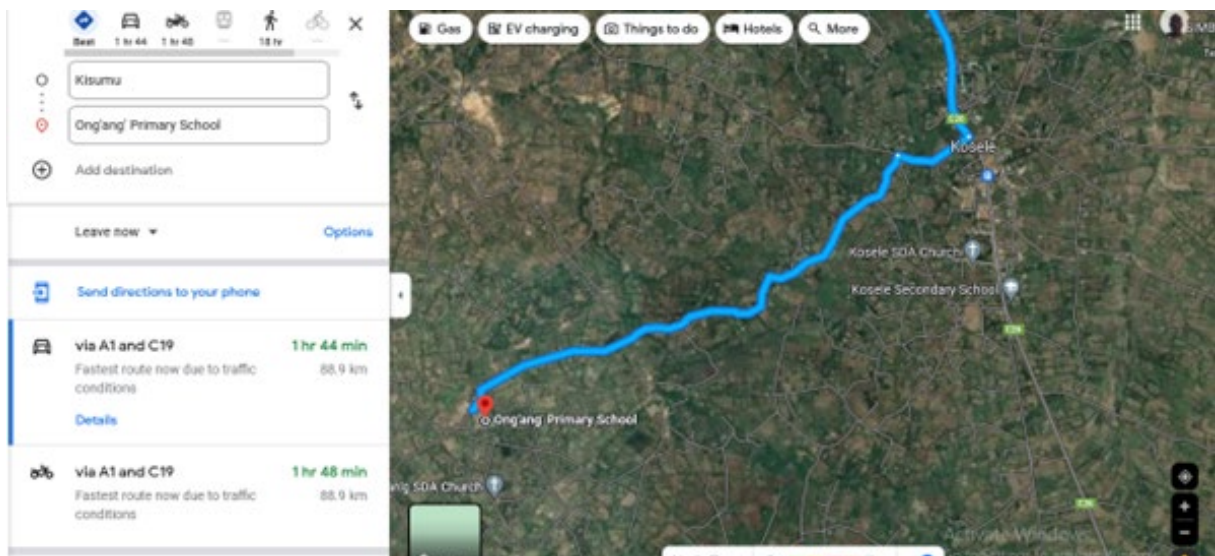 Best 1 hr 44 1 hr 48 18 hr
Kisumu
Ong'ang' Primary School
Add destination
Leave now Options
Send directions to your phone
via A1 and C19 1 hr 44 min
Fastest route now due to traffic 88.9 km
conditions
Details
via A1 and C19 1 hr 48 min
Fastest route now due to traffic 88.9 km
conditions
Gas EV charging Things to do Hotels More
Kosele
Kosele SDA Church
Kosele Secondary School
Ong'ang' Primary School
SDA Church
Activate Windows